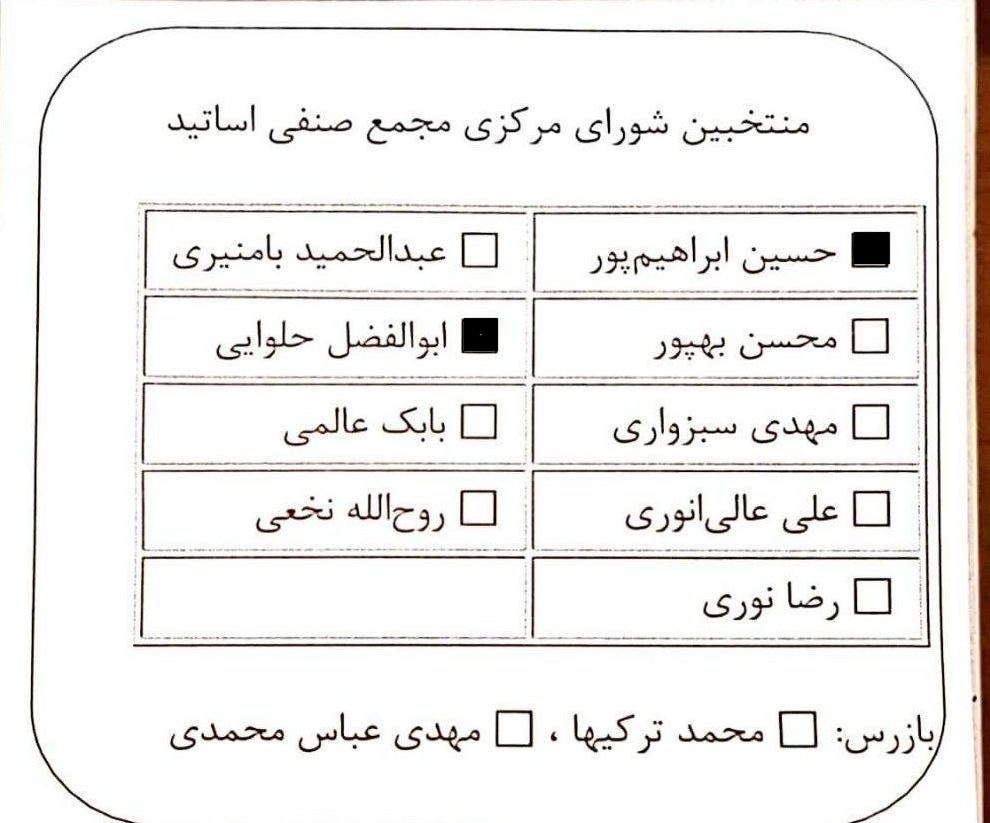 منتخبین شورای مرکزی مجمع صنفی اساتید
■ حسین ابراهیم‌پور □ عبدالحمید بامنیری
□ محسن بهپور ■ ابوالفضل حلوایی
□ مهدی سبزواری □ بابک عالمی
□ علی عالی‌انوری □ روح‌الله نخعی
□ رضا نوری
بازرس: □ محمد ترکیها ، □ مهدی عباس محمدی